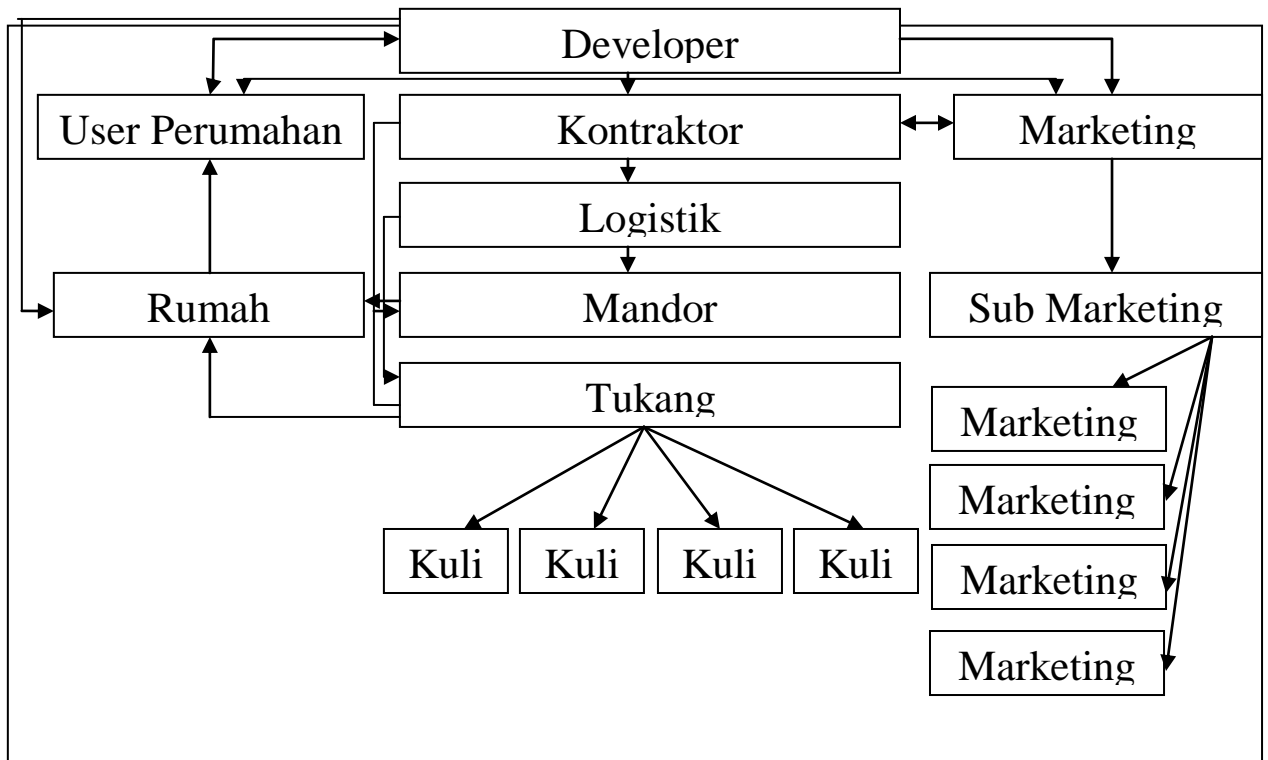 Developer
User Perumahan
Kontraktor
Marketing
Logistik
Rumah
Mandor
Sub Marketing
Tukang
Marketing
Marketing
Kuli
Kuli
Kuli
Kuli
Marketing
Marketing